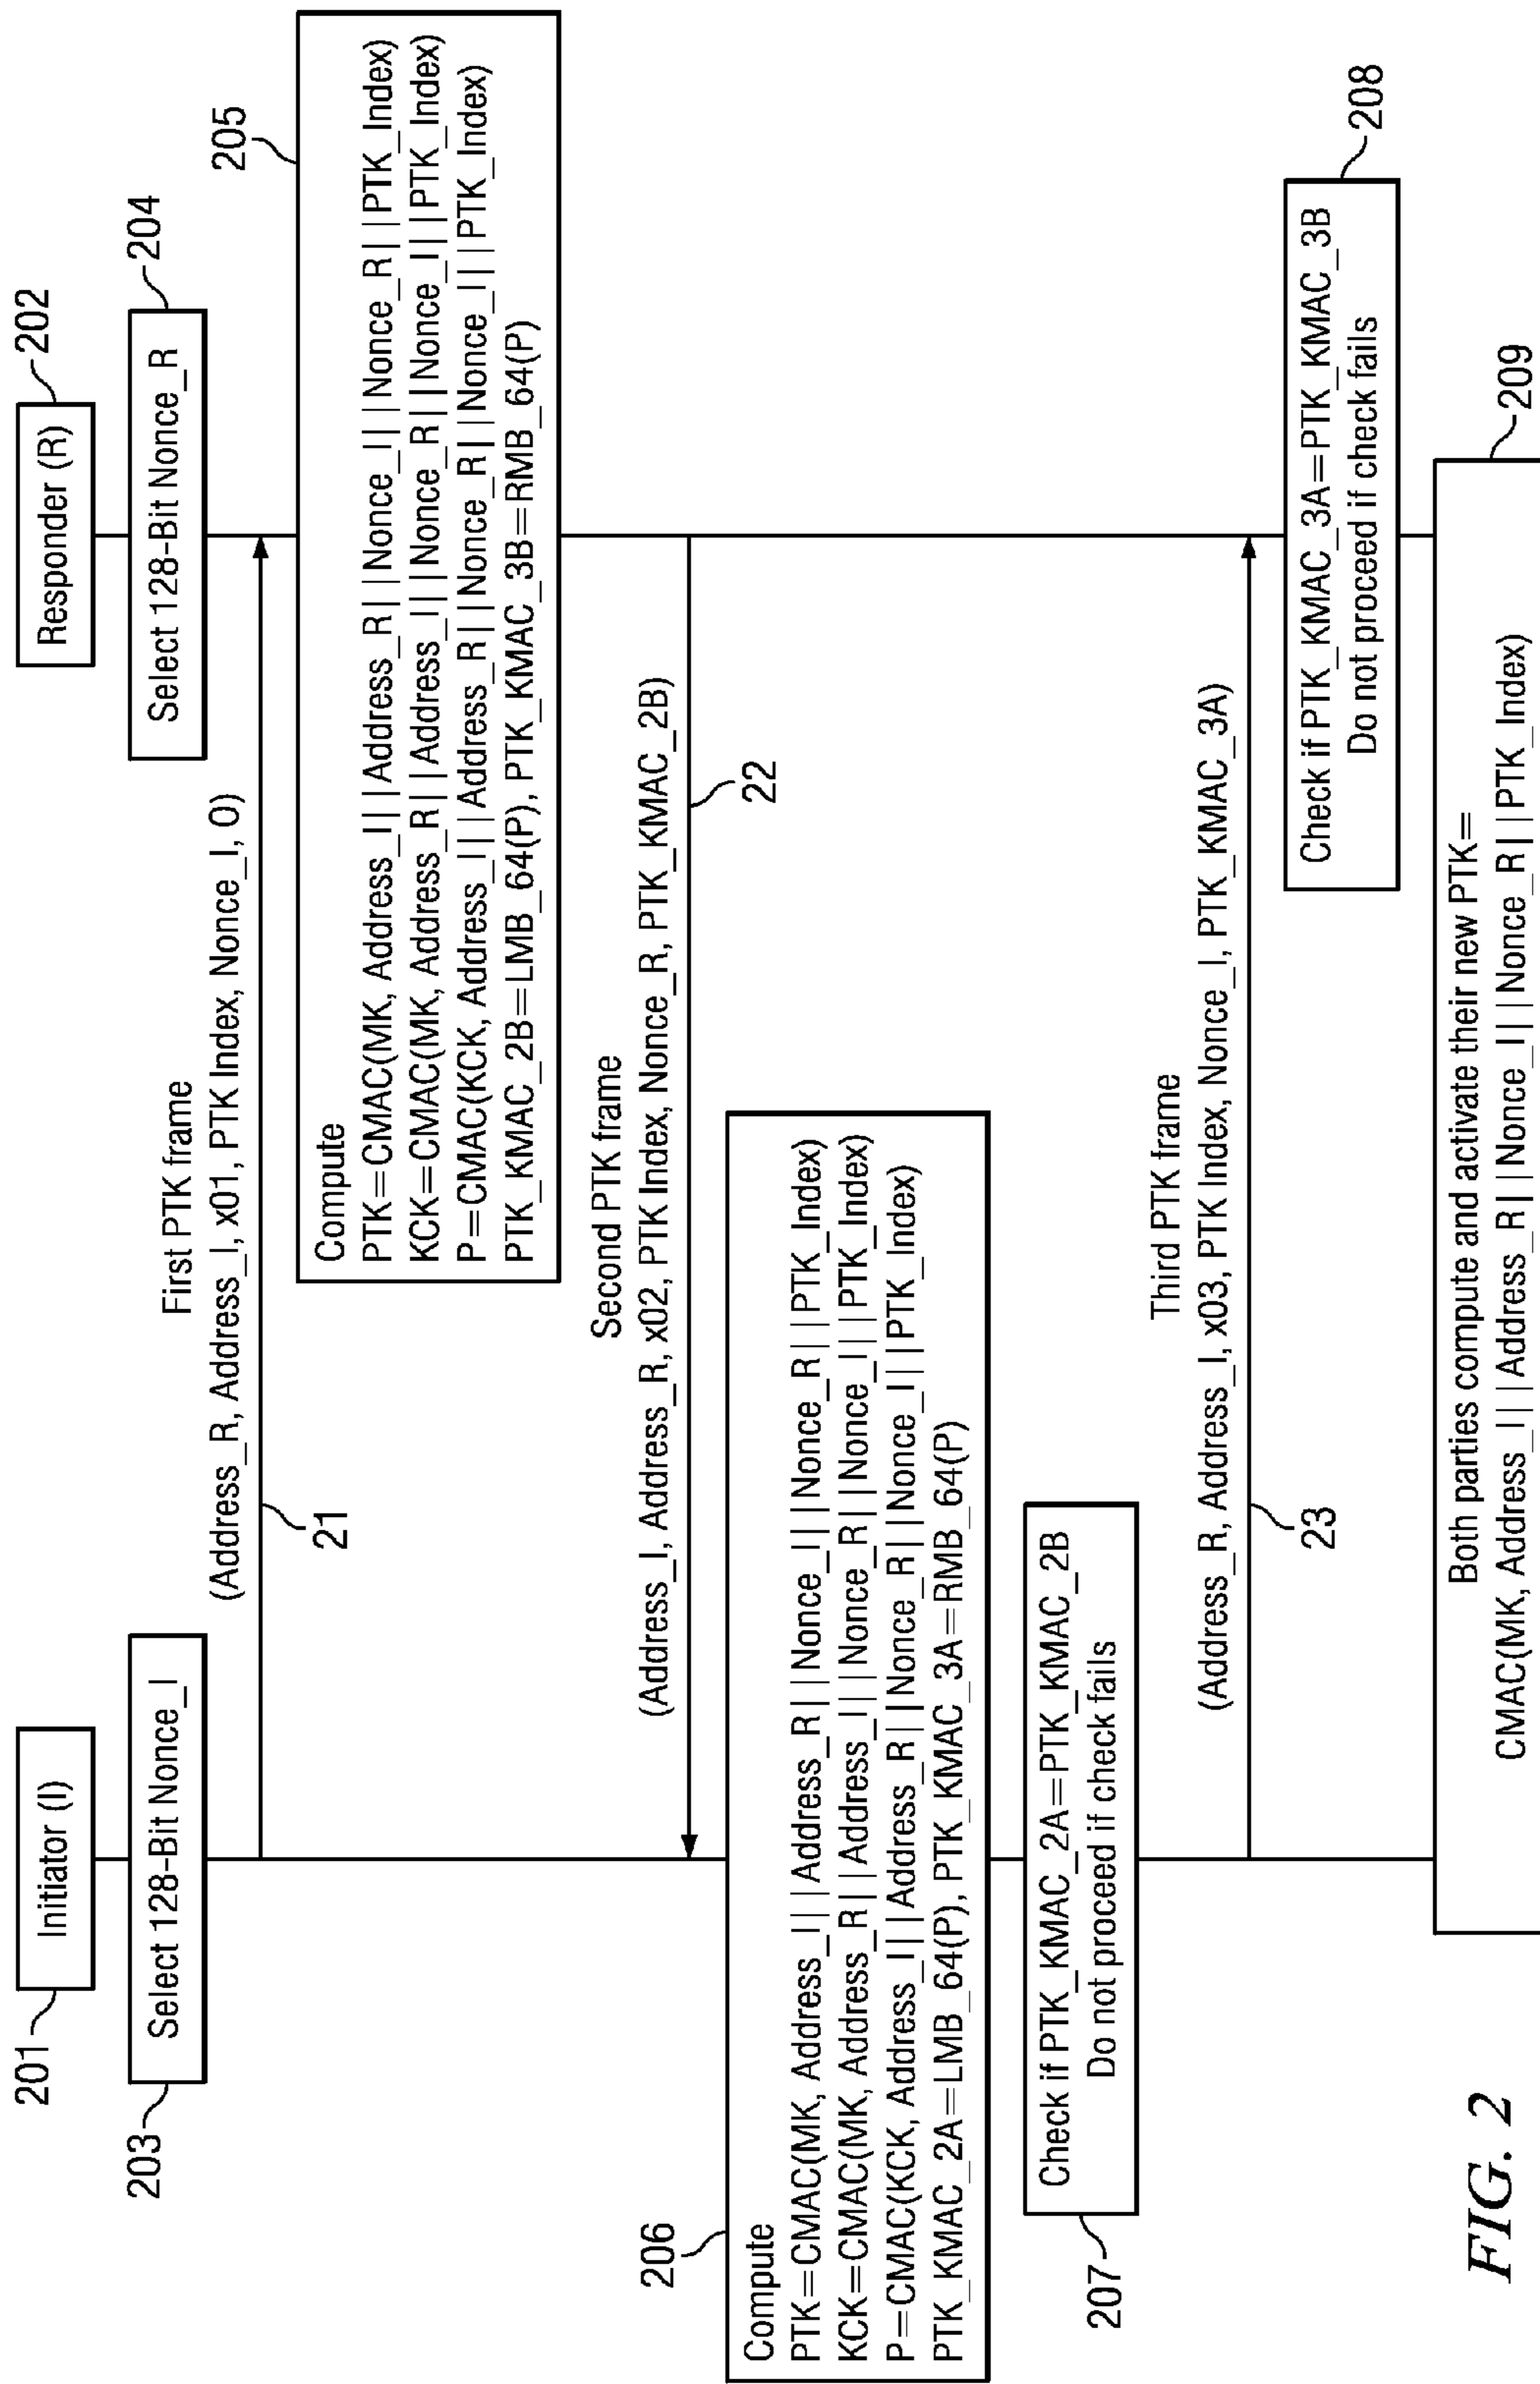 201
Initiator (I)
Responder (R)
202
203
Select 128-Bit Nonce_I
Select 128-Bit Nonce_R
204
First PTK frame
(Address_R, Address_I, x01, PTK Index, Nonce_I, 0)
21
205
Compute
PTK=CMAC(MK, Address_I||Address_R||Nonce_I||Nonce_R||PTK_Index)
KCK=CMAC(MK, Address_R||Address_I||Nonce_R||Nonce_I||PTK_Index)
P=CMAC(KCK, Address_I||Address_R||Nonce_R||Nonce_I||PTK_Index)
PTK_KMAC_2B=LMB_64(P), PTK_KMAC_3B=RMB_64(P)
Second PTK frame
(Address_I, Address_R, x02, PTK Index, Nonce_R, PTK_KMAC_2B)
22
206
Compute
PTK=CMAC(MK, Address_I||Address_R||Nonce_I||Nonce_R||PTK_Index)
KCK=CMAC(MK, Address_R||Address_I||Nonce_R||Nonce_I||PTK_Index)
P=CMAC(KCK, Address_I||Address_R||Nonce_R||Nonce_I||PTK_Index)
PTK_KMAC_2A=LMB_64(P), PTK_KMAC_3A=RMB_64(P)
207
Check if PTK_KMAC_2A=PTK_KMAC_2B
Do not proceed if check fails
Third PTK frame
(Address_R, Address_I, x03, PTK Index, Nonce_I, PTK_KMAC_3A)
23
208
Check if PTK_KMAC_3A=PTK_KMAC_3B
Do not proceed if check fails
209
Both parties compute and activate their new PTK=
CMAC(MK, Address_I||Address_R||Nonce_I||Nonce_R||PTK_Index)
FIG. 2